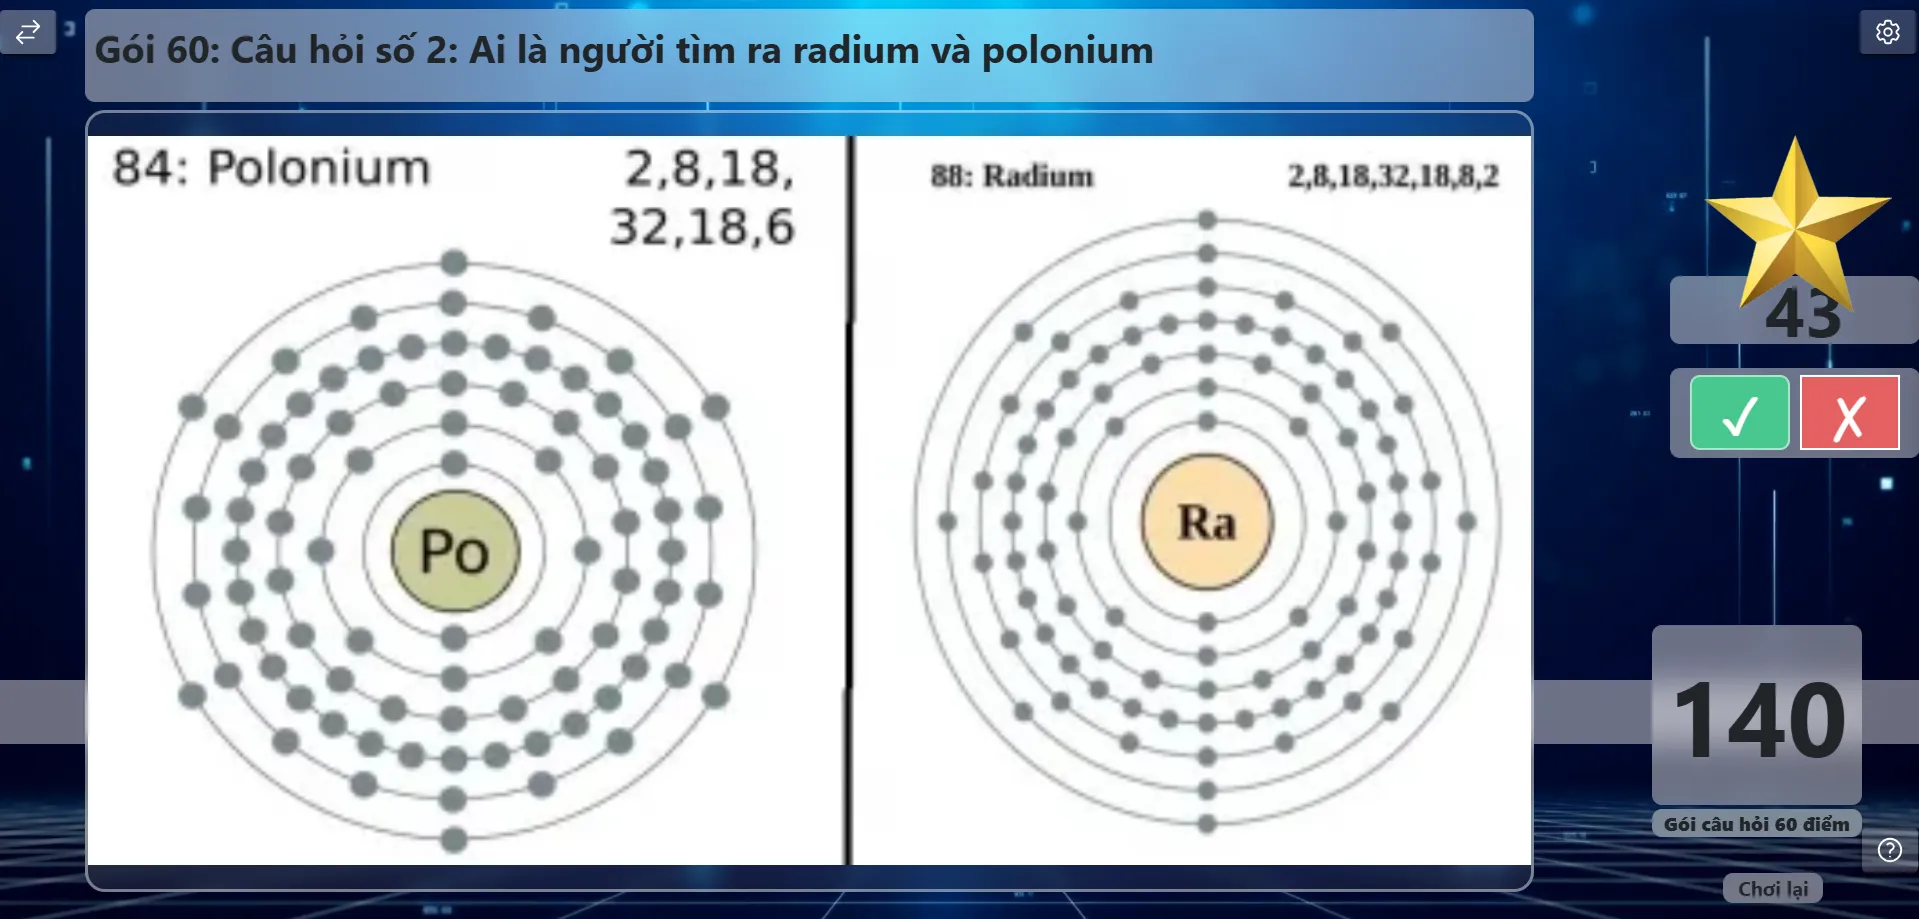 Gói 60: Câu hỏi số 2: Ai là người tìm ra radium và polonium
84: Polonium
2,8,18,
32,18,6
Po
88: Radium
2,8,18,32,18,8,2
Ra
43
✓
✗
140
Gói câu hỏi 60 điểm
?
Chơi lại